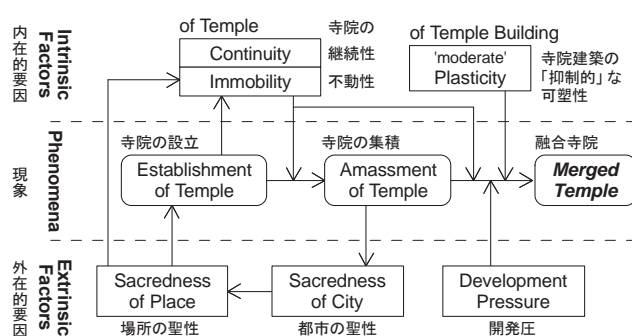 内在的要因
Intrinsic
Factors
of Temple
寺院の
Continuity
継続性
Immobility
不動性
of Temple Building
'moderate'
Plasticity
寺院建築の
「抑制的」な
可塑性
現象
Phenomena
寺院の設立
Establishment
of Temple
寺院の集積
Amassment
of Temple
融合寺院
Merged
Temple
外在的要因
Extrinsic
Factors
Sacredness
of Place
場所の聖性
Sacredness
of City
都市の聖性
Development
Pressure
開発圧